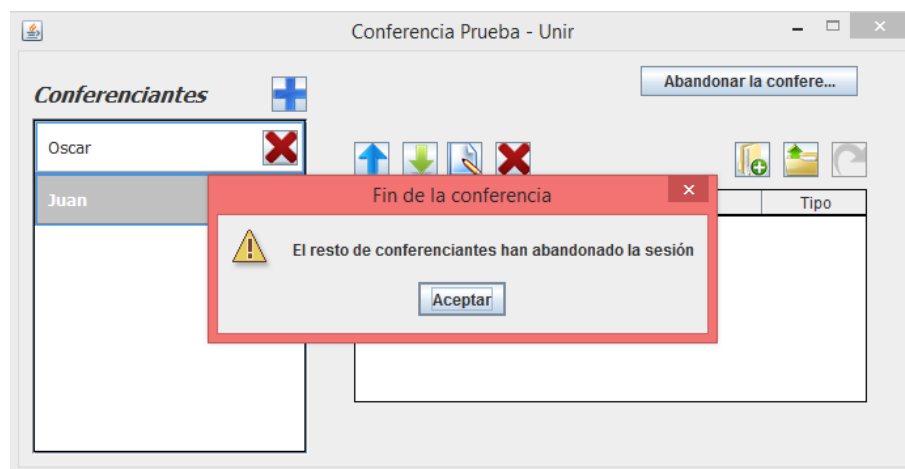 Conferencia Prueba - Unir
Abandonar la confere...
Conferenciantes
Oscar
Juan
Tipo
Fin de la conferencia
El resto de conferenciantes han abandonado la sesión
Aceptar